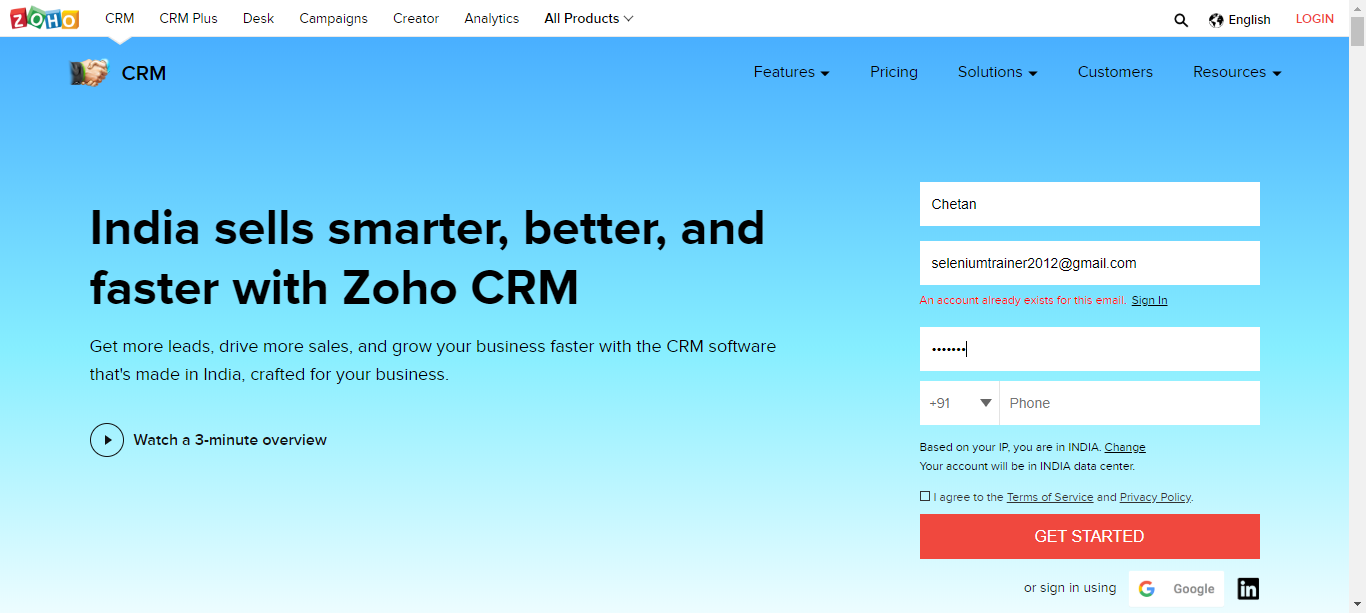 ZOHO CRM CRM Plus Desk Campaigns Creator Analytics All Products English LOGIN
CRM Features Pricing Solutions Customers Resources
India sells smarter, better, and
faster with Zoho CRM
Get more leads, drive more sales, and grow your business faster with the CRM software
that's made in India, crafted for your business.
Watch a 3-minute overview
Chetan
seleniumtrainer2012@gmail.com
An account already exists for this email. Sign In
•••••••
+91 Phone
Based on your IP, you are in INDIA. Change
Your account will be in INDIA data center.
I agree to the Terms of Service and Privacy Policy.
GET STARTED
or sign in using G Google in